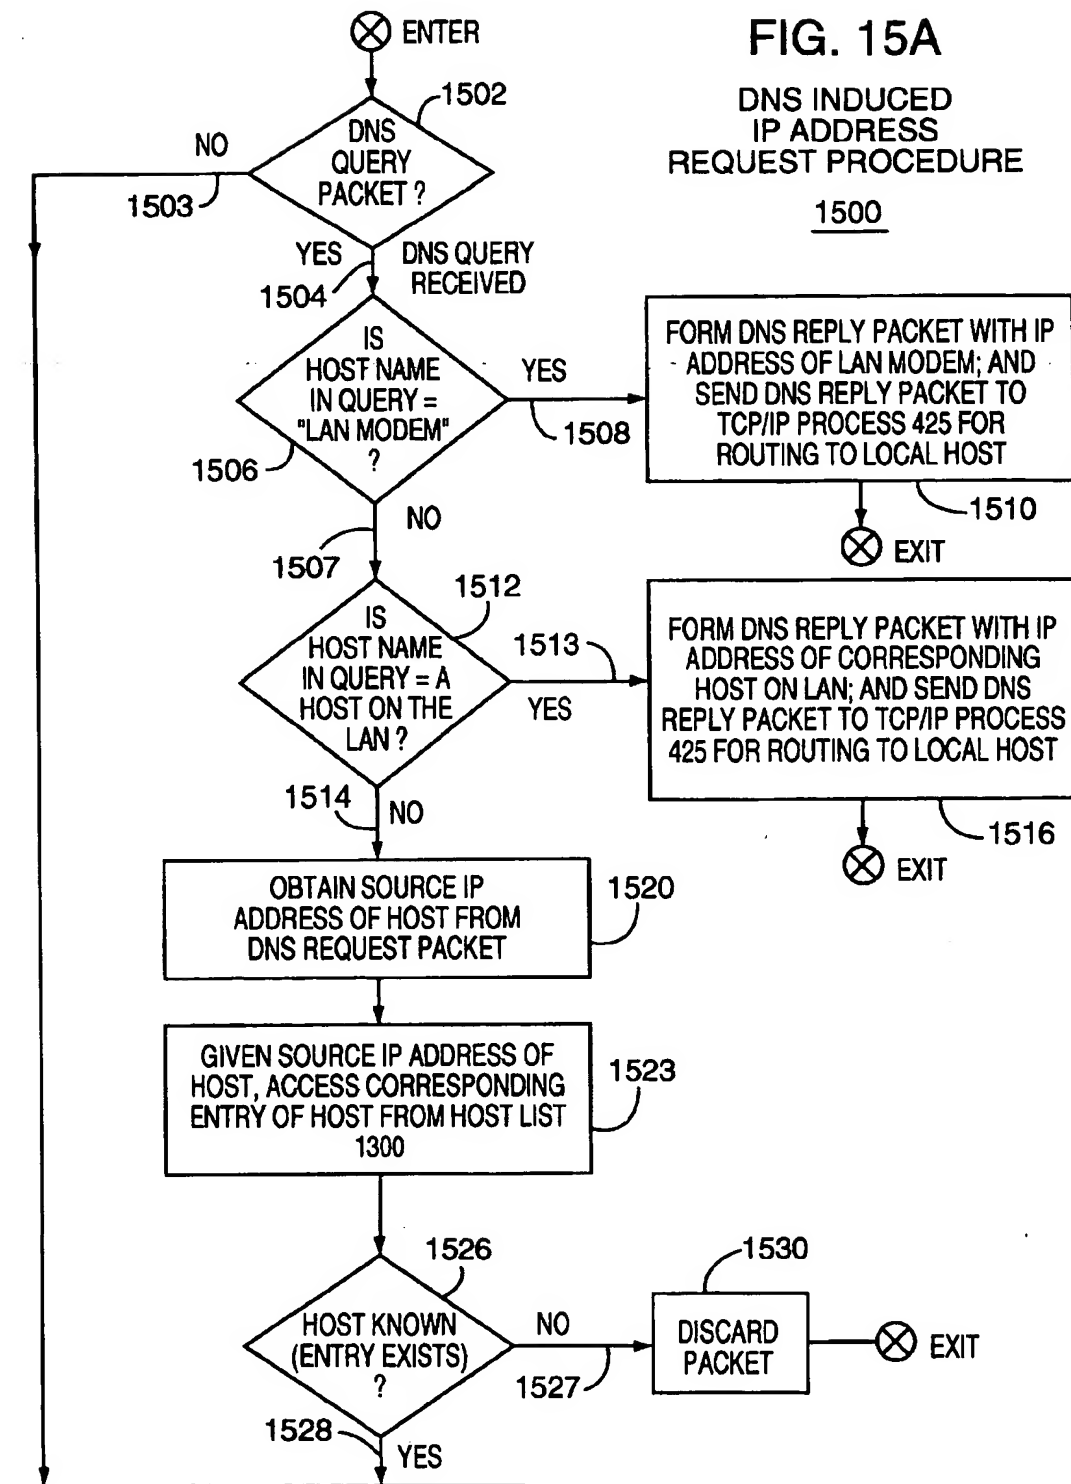 ENTER
FIG. 15A
DNS INDUCED
IP ADDRESS
REQUEST PROCEDURE
1500
1502
DNS
QUERY
PACKET ?
NO
1503
YES
DNS QUERY
RECEIVED
1504
IS
HOST NAME
IN QUERY =
"LAN MODEM"
?
1506
YES
1508
FORM DNS REPLY PACKET WITH IP
ADDRESS OF LAN MODEM; AND
SEND DNS REPLY PACKET TO
TCP/IP PROCESS 425 FOR
ROUTING TO LOCAL HOST
1510
EXIT
NO
1507
1512
IS
HOST NAME
IN QUERY = A
HOST ON THE
LAN ?
1513
YES
FORM DNS REPLY PACKET WITH IP
ADDRESS OF CORRESPONDING
HOST ON LAN; AND SEND DNS
REPLY PACKET TO TCP/IP PROCESS
425 FOR ROUTING TO LOCAL HOST
1516
EXIT
1514
NO
OBTAIN SOURCE IP
ADDRESS OF HOST FROM
DNS REQUEST PACKET
1520
GIVEN SOURCE IP ADDRESS OF
HOST, ACCESS CORRESPONDING
ENTRY OF HOST FROM HOST LIST
1300
1523
1526
HOST KNOWN
(ENTRY EXISTS)
?
NO
1527
1530
DISCARD
PACKET
EXIT
1528
YES